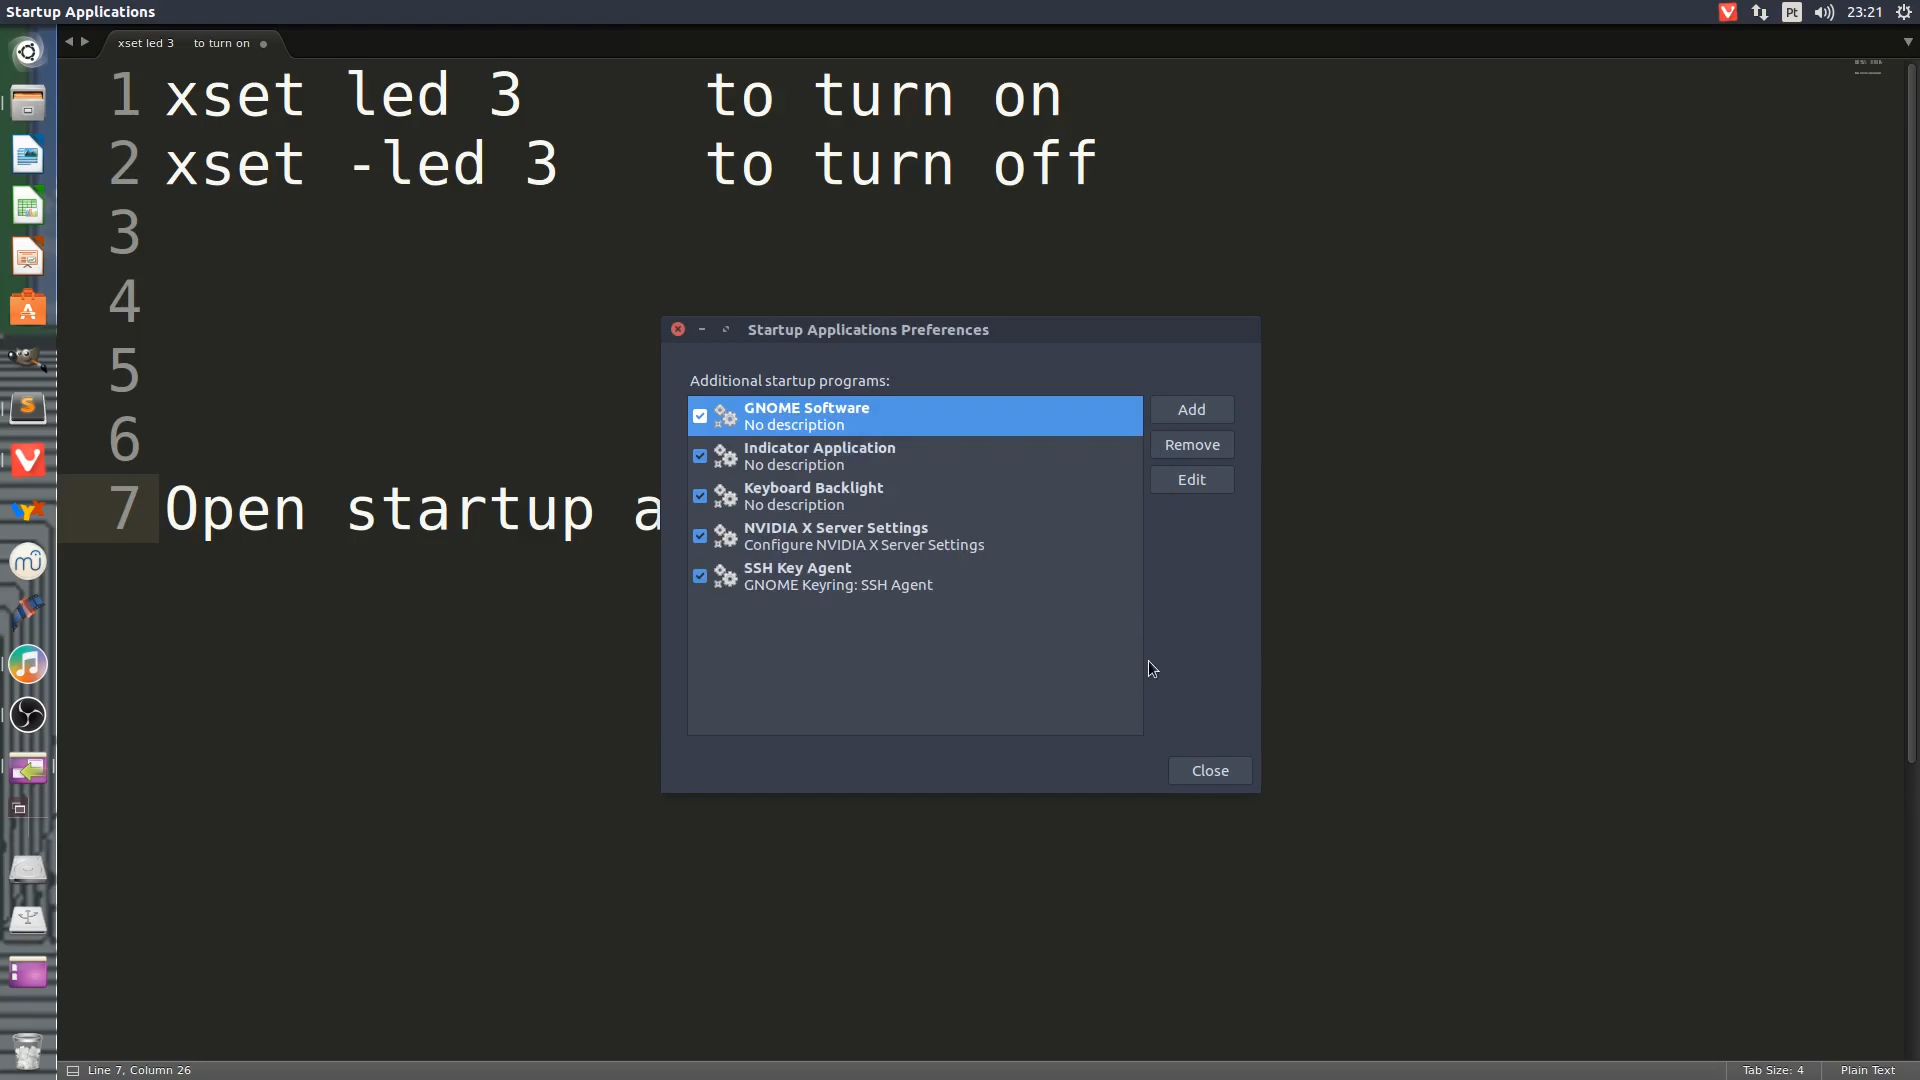 Startup Applications
Pt
23:21
xset led 3 to turn on
1 xset led 3 to turn on
2 xset -led 3 to turn off
3
4
5
6
7 Open startup a
Startup Applications Preferences
Additional startup programs:
GNOME Software
No description
Indicator Application
No description
Keyboard Backlight
No description
NVIDIA X Server Settings
Configure NVIDIA X Server Settings
SSH Key Agent
GNOME Keyring: SSH Agent
Add
Remove
Edit
Close
Line 7, Column 26
Tab Size: 4
Plain Text